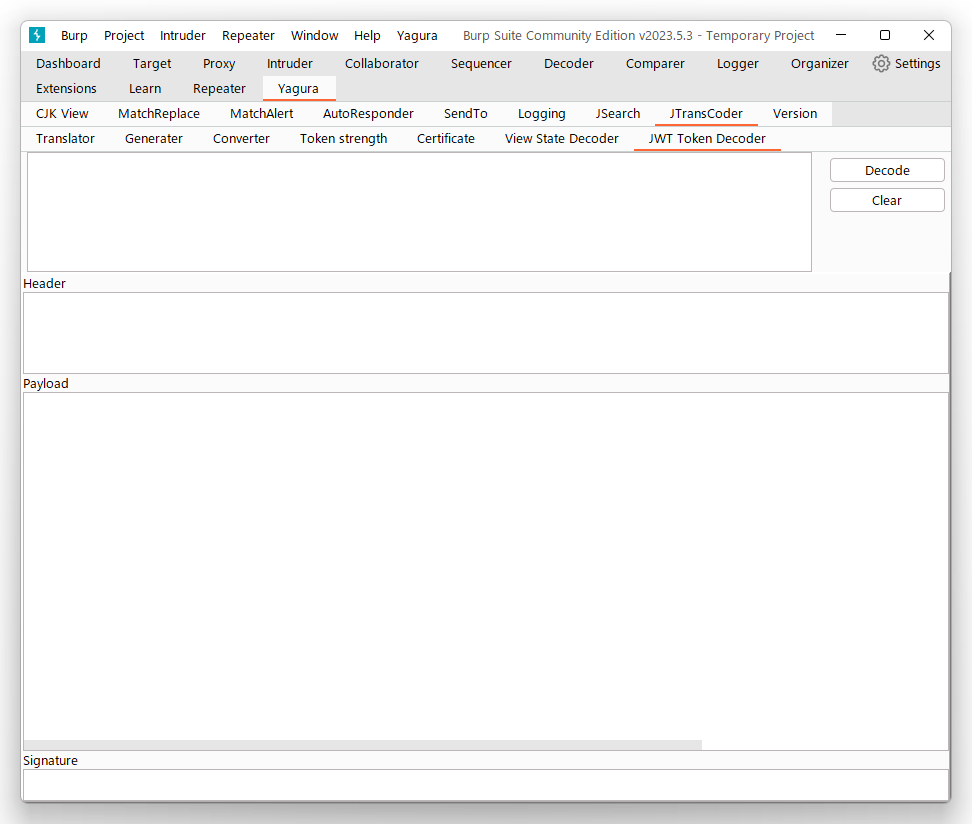 Burp Project Intruder Repeater Window Help Yagura Burp Suite Community Edition v2023.5.3 - Temporary Project
Dashboard Target Proxy Intruder Collaborator Sequencer Decoder Comparer Logger Organizer Settings
Extensions Learn Repeater Yagura
CJK View MatchReplace MatchAlert AutoResponder SendTo Logging JSearch JTransCoder Version
Translator Generater Converter Token strength Certificate View State Decoder JWT Token Decoder
Decode
Clear
Header
Payload
Signature